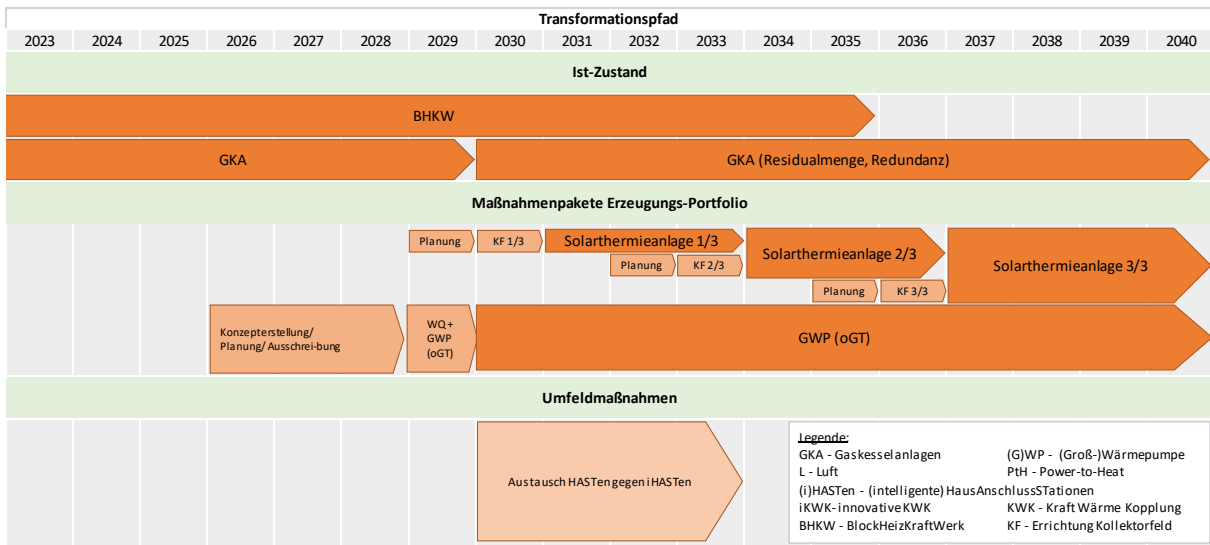 Transformationspfad
2023 2024 2025 2026 2027 2028 2029 2030 2031 2032 2033 2034 2035 2036 2037 2038 2039 2040
Ist-Zustand
BHKW
GKA
GKA (Residualmenge, Redundanz)
Maßnahmenpakete Erzeugungs-Portfolio
Planung
KF 1/3
Solarthermieanlage 1/3
Planung
KF 2/3
Solarthermieanlage 2/3
Planung
KF 3/3
Solarthermieanlage 3/3
Konzepterstellung/
Planung/ Ausschrei-bung
WQ +
GWP
(oGT)
GWP (oGT)
Umfeldmaßnahmen
Austausch HASTen gegen iHASTen
Legende:
GKA - Gaskesselanlagen (G)WP - (Groß-)Wärmepumpe
L - Luft PtH - Power-to-Heat
(i)HASTen - (intelligente) HausAnschlussSTationen
iKWK- innovative KWK KWK - Kraft Wärme Kopplung
BHKW - BlockHeizKraftWerk KF - Errichtung Kollektorfeld